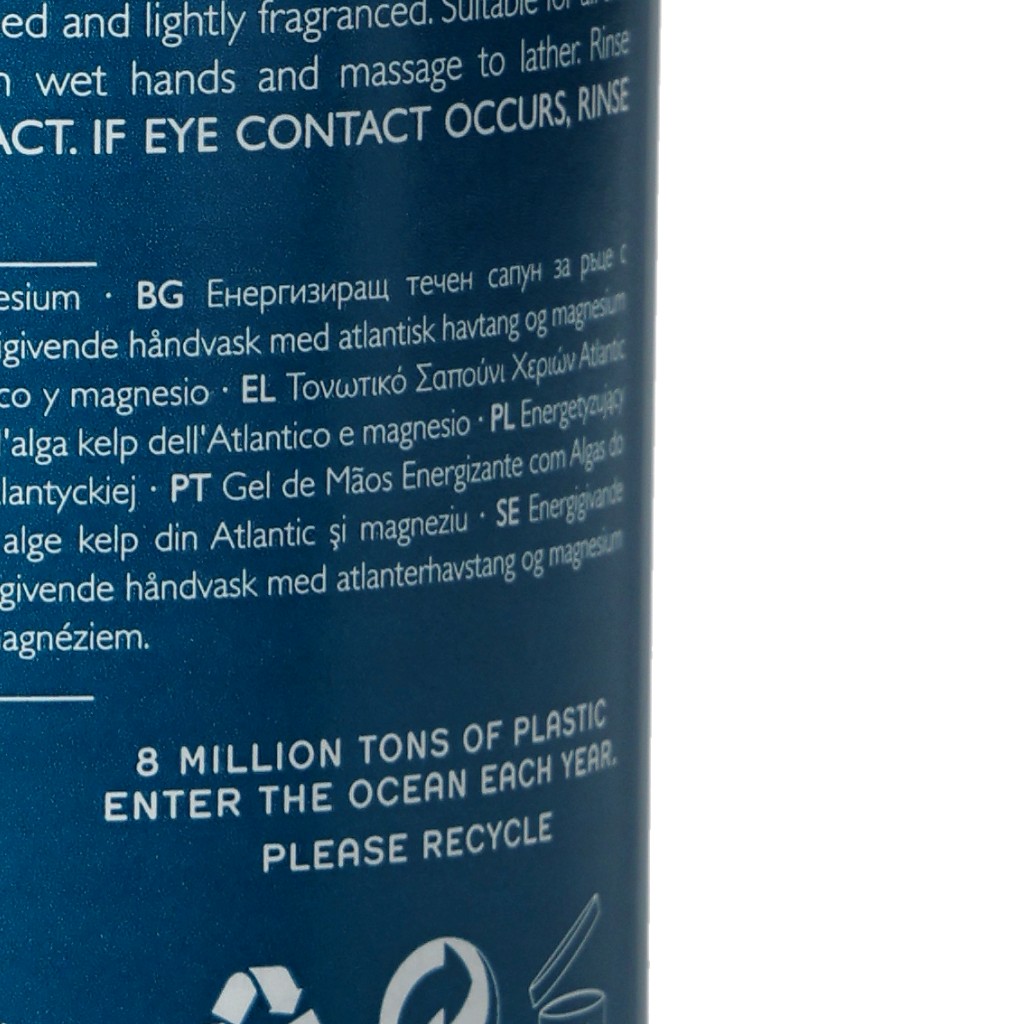 ed and lightly fragranced. Suitable for
wet hands and massage to lather. Rinse
ACT. IF EYE CONTACT OCCURS, RINSE
esium · BG Енергизиращ течен сапун за ръце с
givende håndvask med atlantisk havtang og magnesium
co y magnesio · EL Τονωτικό Σαπούνι Χεριών Atlantic
l'alga kelp dell'Atlantico e magnesio · PL Energetyzujący
lantyckiej · PT Gel de Mãos Energizante com Algas do
alge kelp din Atlantic şi magneziu · SE Energigivande
givende håndvask med atlanterhavstang og magnesium
agnéziem.
8 MILLION TONS OF PLASTIC
ENTER THE OCEAN EACH YEAR.
PLEASE RECYCLE